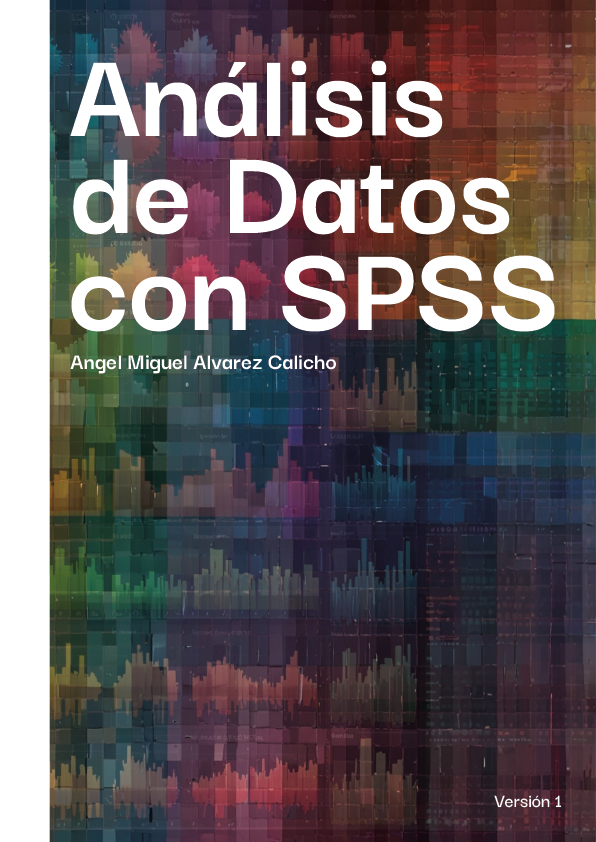 Análisis
de Datos
con SPSS
Angel Miguel Alvarez Calicho
Versión 1